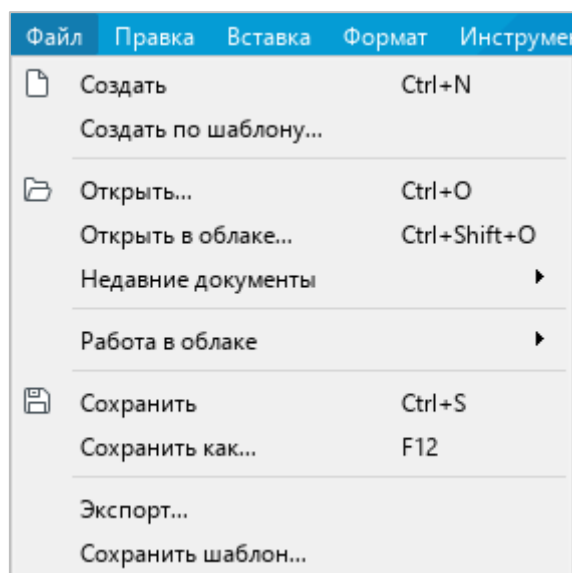 Файл Правка Вставка Формат
Создать Ctrl+N
Создать по шаблону...
Открыть... Ctrl+O
Открыть в облаке... Ctrl+Shift+O
Недавние документы
Работа в облаке
Сохранить Ctrl+S
Сохранить как... F12
Экспорт...
Сохранить шаблон...